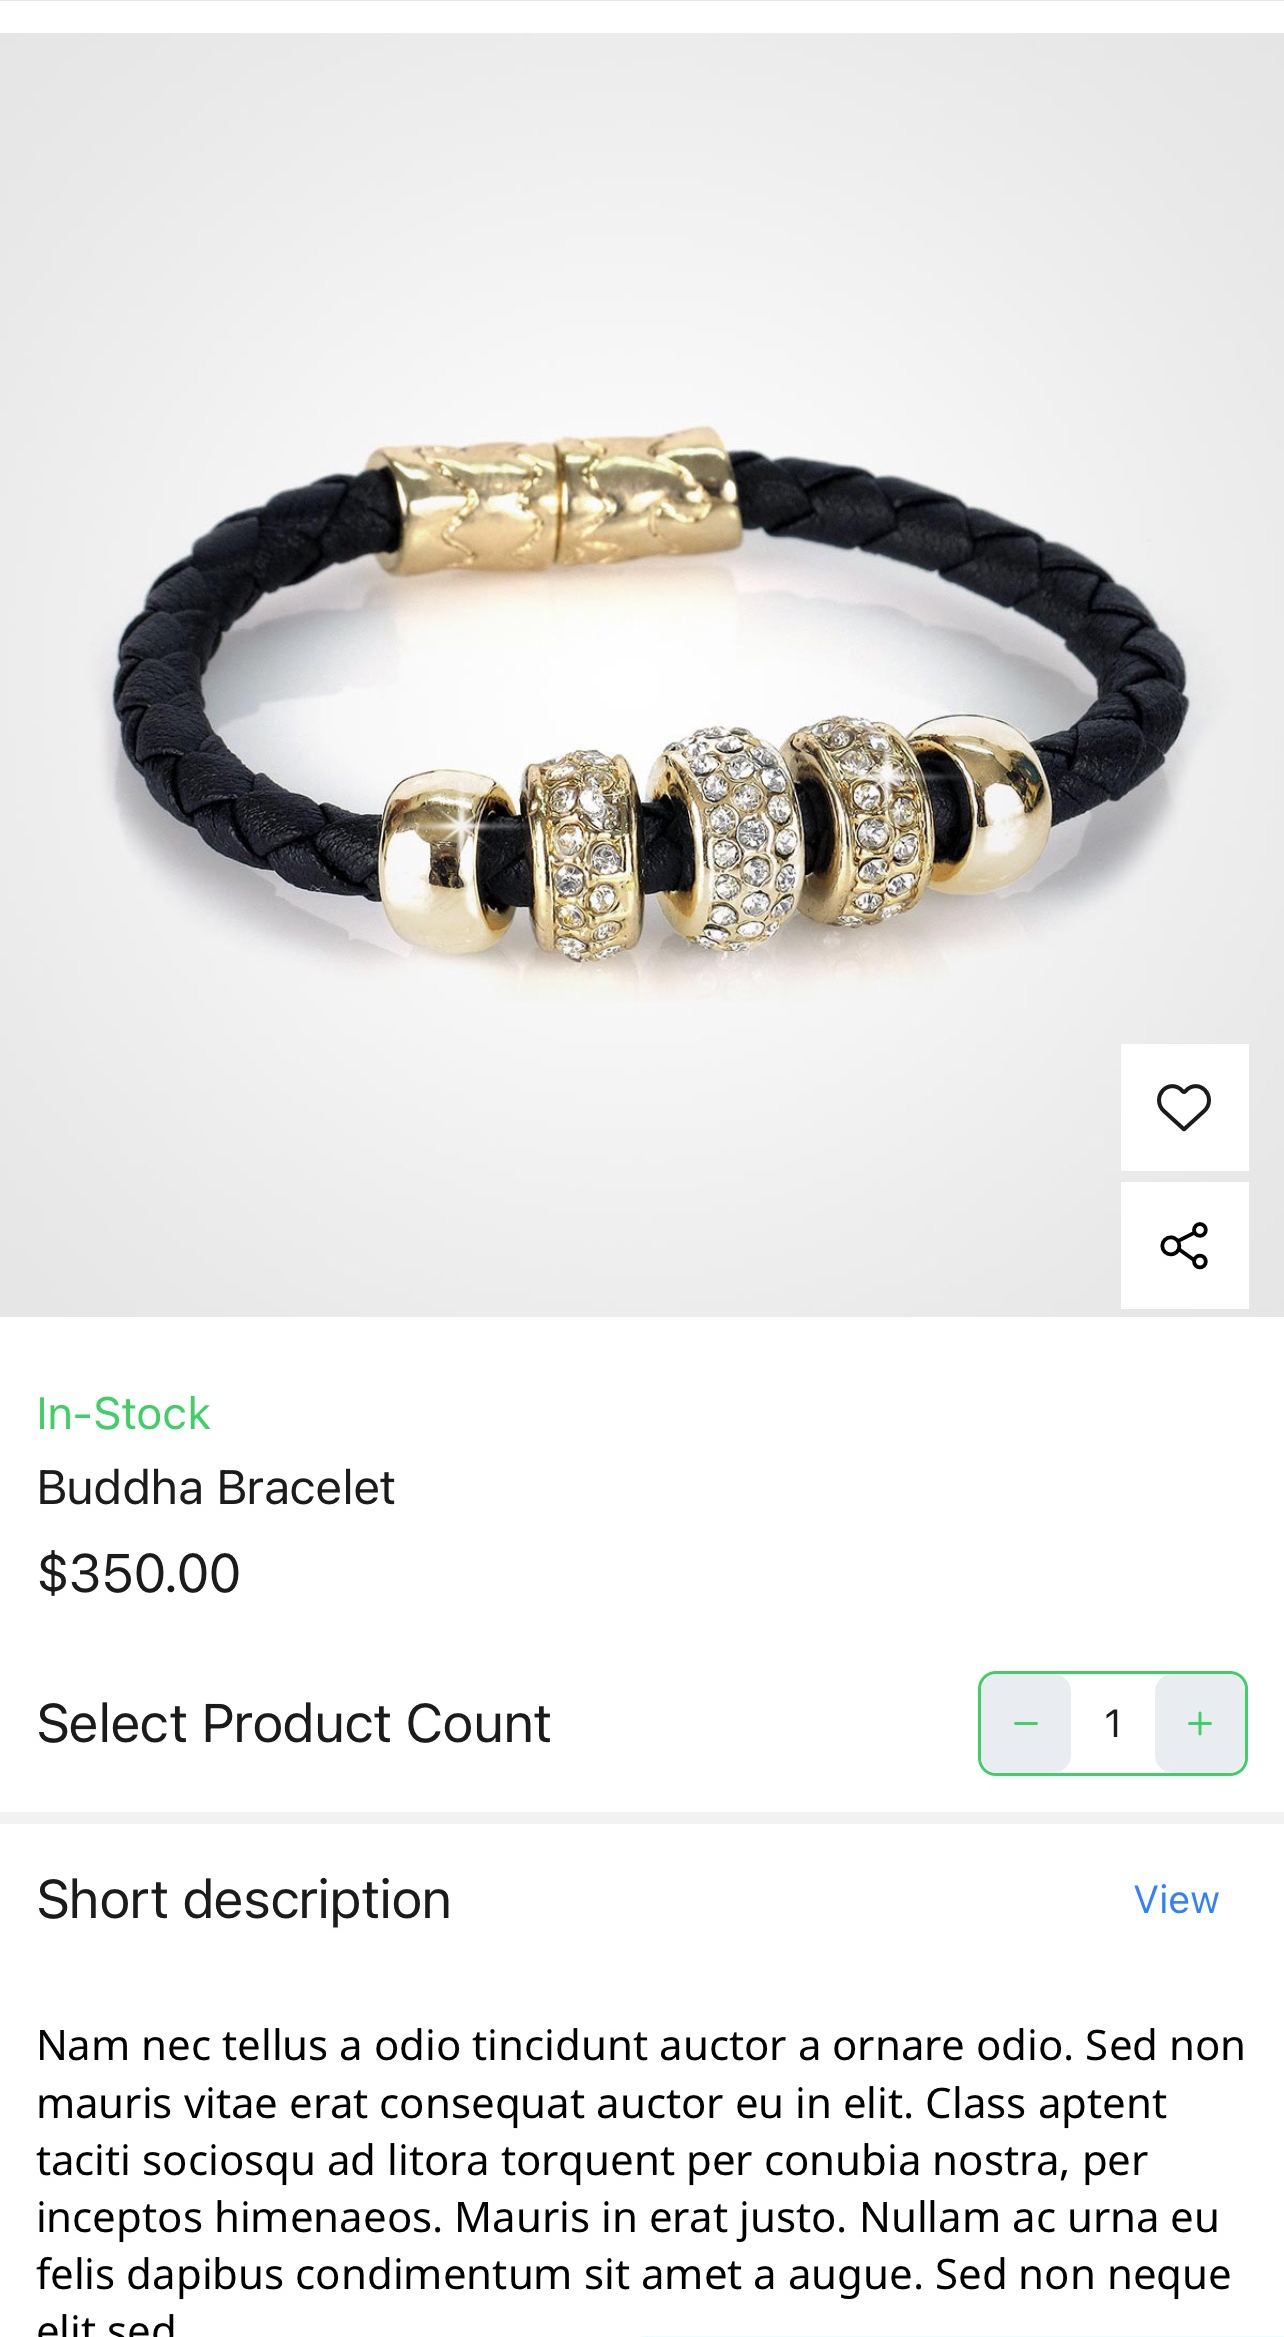 In-Stock
Buddha Bracelet
$350.00
Select Product Count
− 1 +
Short description
View
Nam nec tellus a odio tincidunt auctor a ornare odio. Sed non
mauris vitae erat consequat auctor eu in elit. Class aptent
taciti sociosqu ad litora torquent per conubia nostra, per
inceptos himenaeos. Mauris in erat justo. Nullam ac urna eu
felis dapibus condimentum sit amet a augue. Sed non neque
elit sed